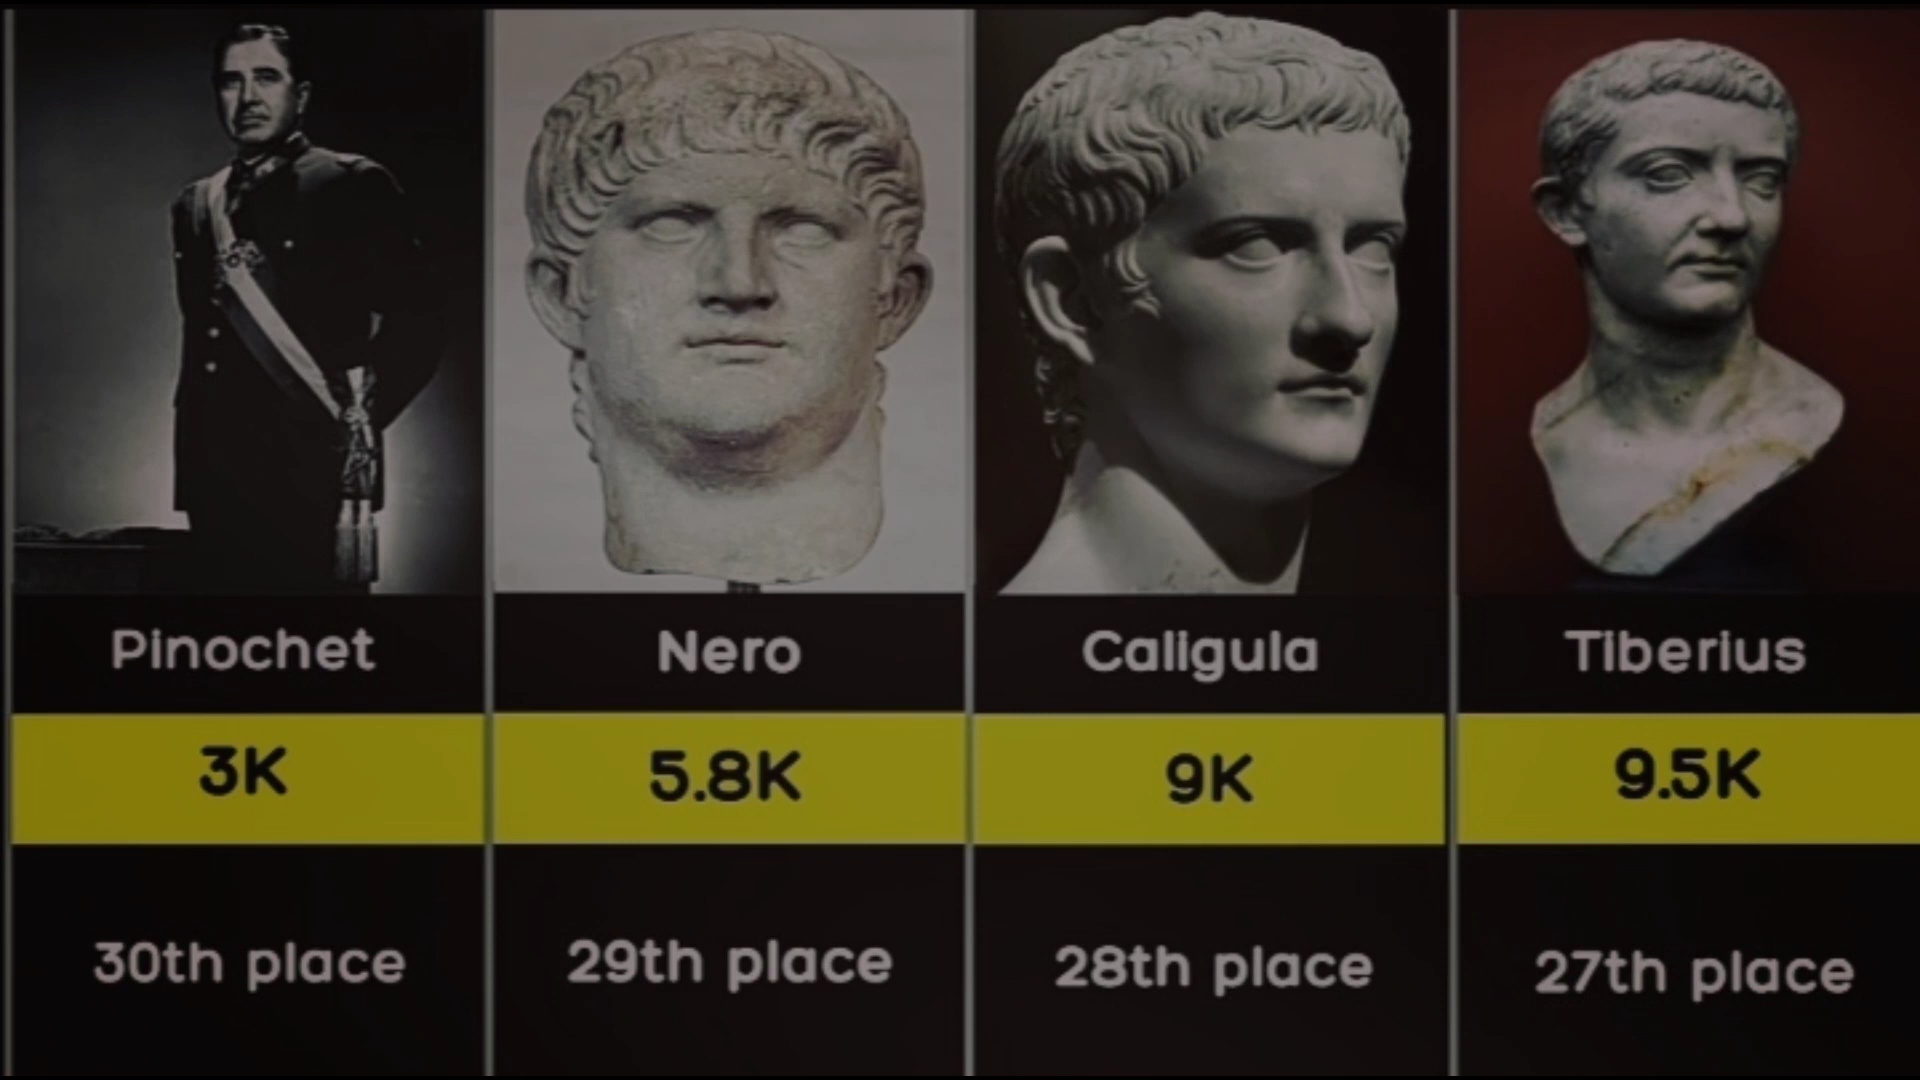 Pinochet
Nero
Caligula
Tiberius
3K
5.8K
9K
9.5K
30th place
29th place
28th place
27th place